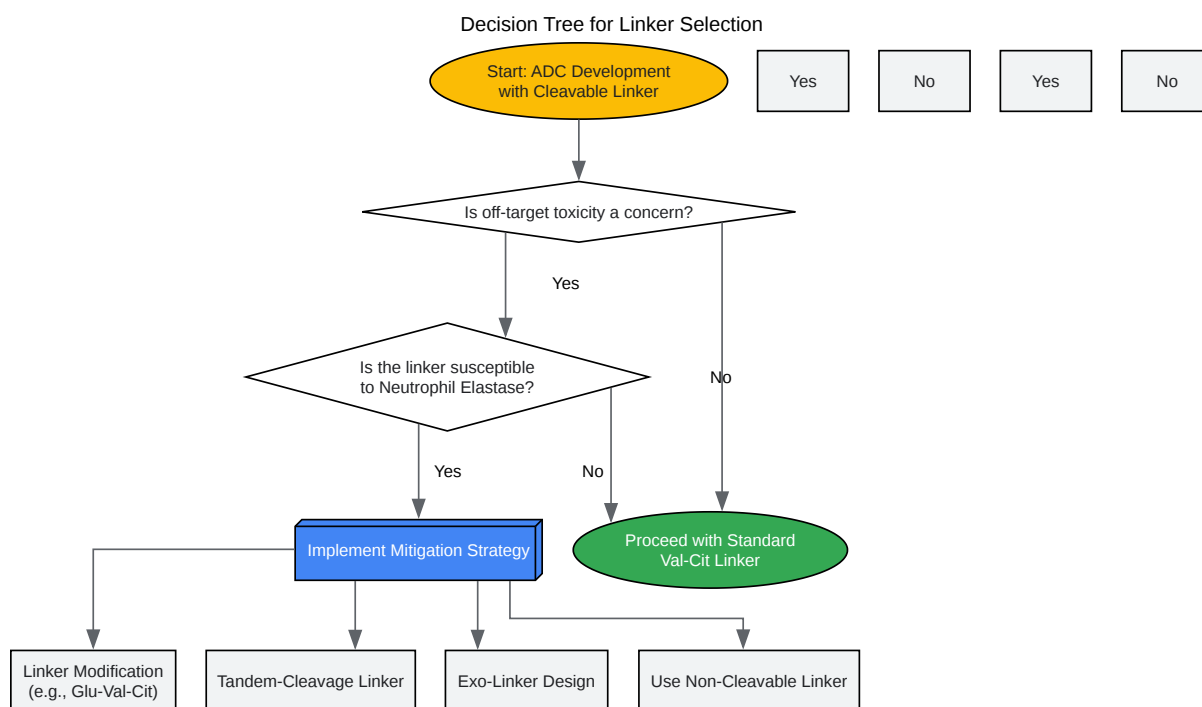 Decision Tree for Linker Selection
Start: ADC Development
with Cleavable Linker
Yes
No
Yes
No
Is off-target toxicity a concern?
Yes
Is the linker susceptible
to Neutrophil Elastase?
No
Yes
No
Implement Mitigation Strategy
Proceed with Standard
Val-Cit Linker
Linker Modification
(e.g., Glu-Val-Cit)
Tandem-Cleavage Linker
Exo-Linker Design
Use Non-Cleavable Linker